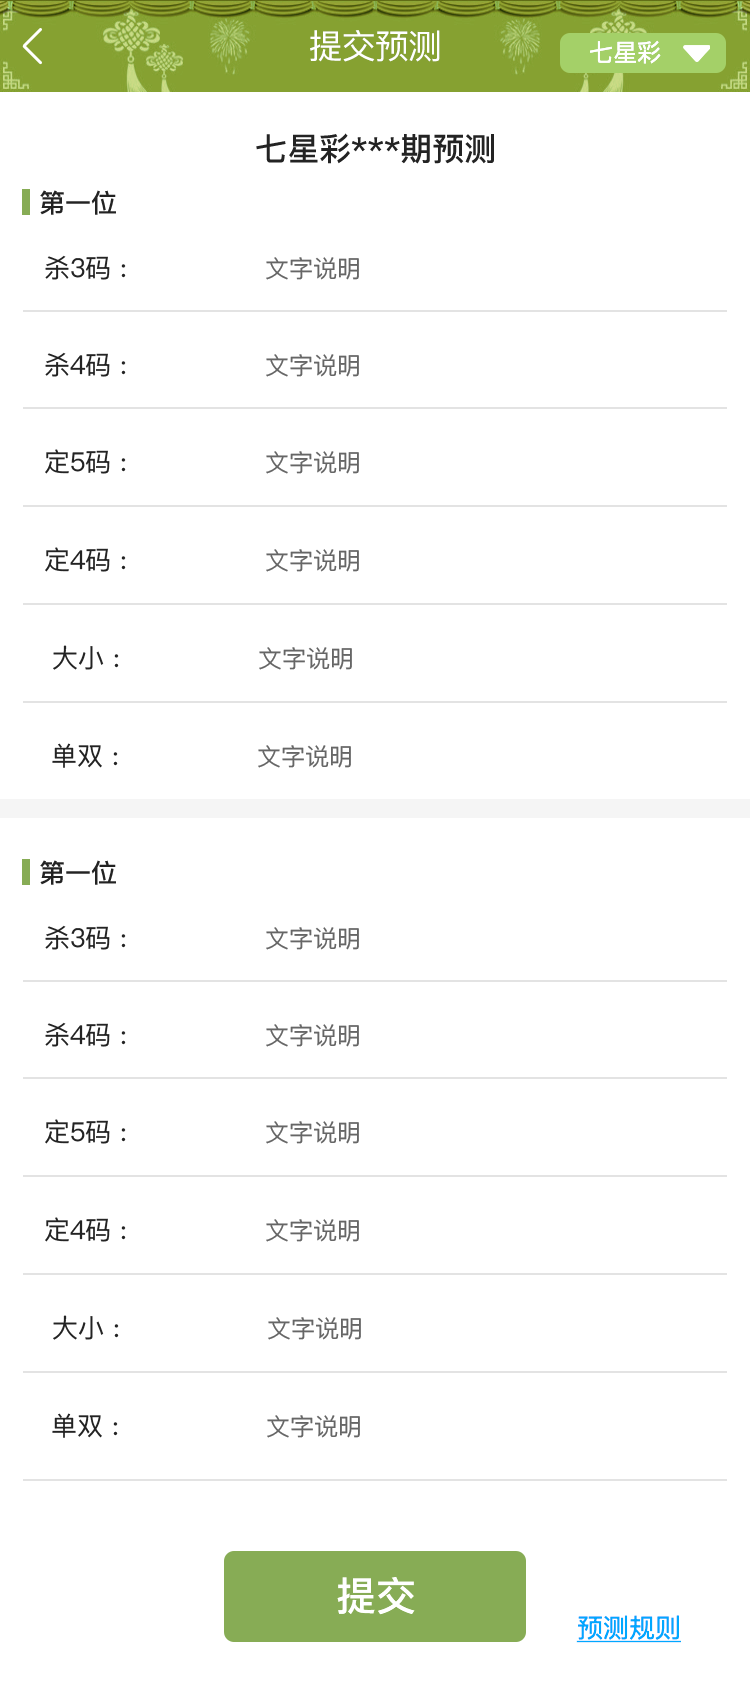 提交预测
七星彩
七星彩***期预测
第一位
杀3码： 文字说明
杀4码： 文字说明
定5码： 文字说明
定4码： 文字说明
大小： 文字说明
单双： 文字说明
第一位
杀3码： 文字说明
杀4码： 文字说明
定5码： 文字说明
定4码： 文字说明
大小： 文字说明
单双： 文字说明
提交
预测规则